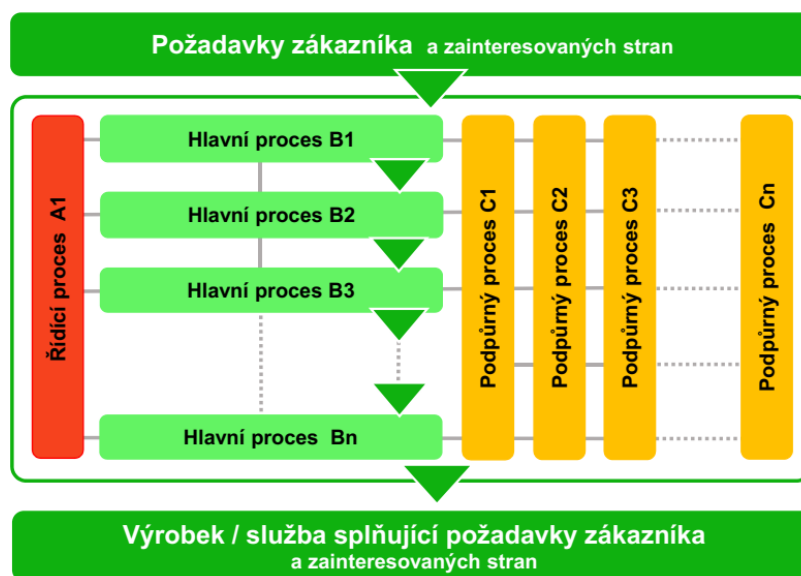 Požadavky zákazníka a zainteresovaných stran
Hlavní proces B1
Hlavní proces B2
Hlavní proces B3
Hlavní proces Bn
Řídící proces A1
Podpůrný proces C1
Podpůrný proces C2
Podpůrný proces C3
Podpůrný proces Cn
Výrobek / služba splňující požadavky zákazníka
a zainteresovaných stran